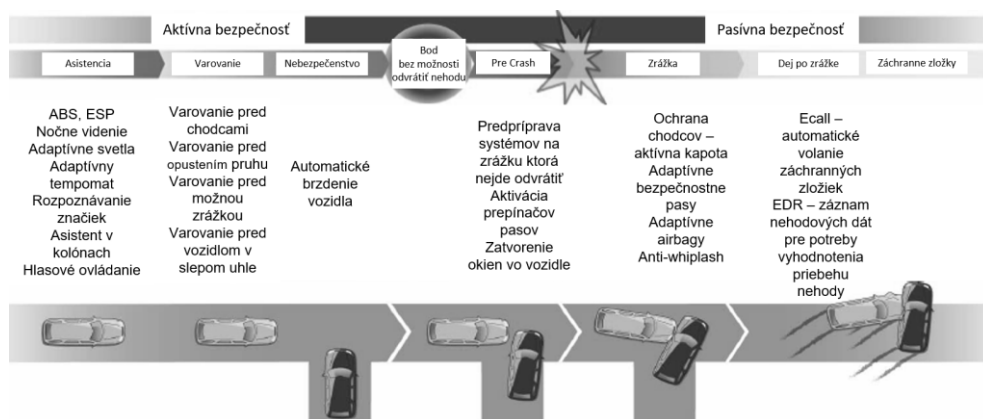 Aktívna bezpečnosť
Pasívna bezpečnosť
Asistencia
Varovanie
Nebezpečenstvo
Bod
bez možnosti
odvrátiť nehodu
Pre Crash
Zrážka
Dej po zrážke
Záchranne zložky
ABS, ESP
Nočne videnie
Adaptívne svetla
Adaptívny
tempomat
Rozpoznávanie
značiek
Asistent v
kolónach
Hlasové ovládanie
Varovanie pred
chodcami
Varovanie pred
opustením pruhu
Varovanie pred
možnou
zrážkou
Varovanie pred
vozidlom v
slepom uhle
Automatické
brzdenie
vozidla
Predpríprava
systémov na
zrážku ktorá
nejde odvrátiť
Aktivácia
prepínačov
pasov
Zatvorenie
okien vo vozidle
Ochrana
chodcov –
aktívna kapota
Adaptívne
bezpečnostne
pasy
Adaptívne
airbagy
Anti-whiplash
Ecall –
automatické
volanie
záchranných
zložiek
EDR – záznam
nehodových dát
pre potreby
vyhodnotenia
priebehu
nehody